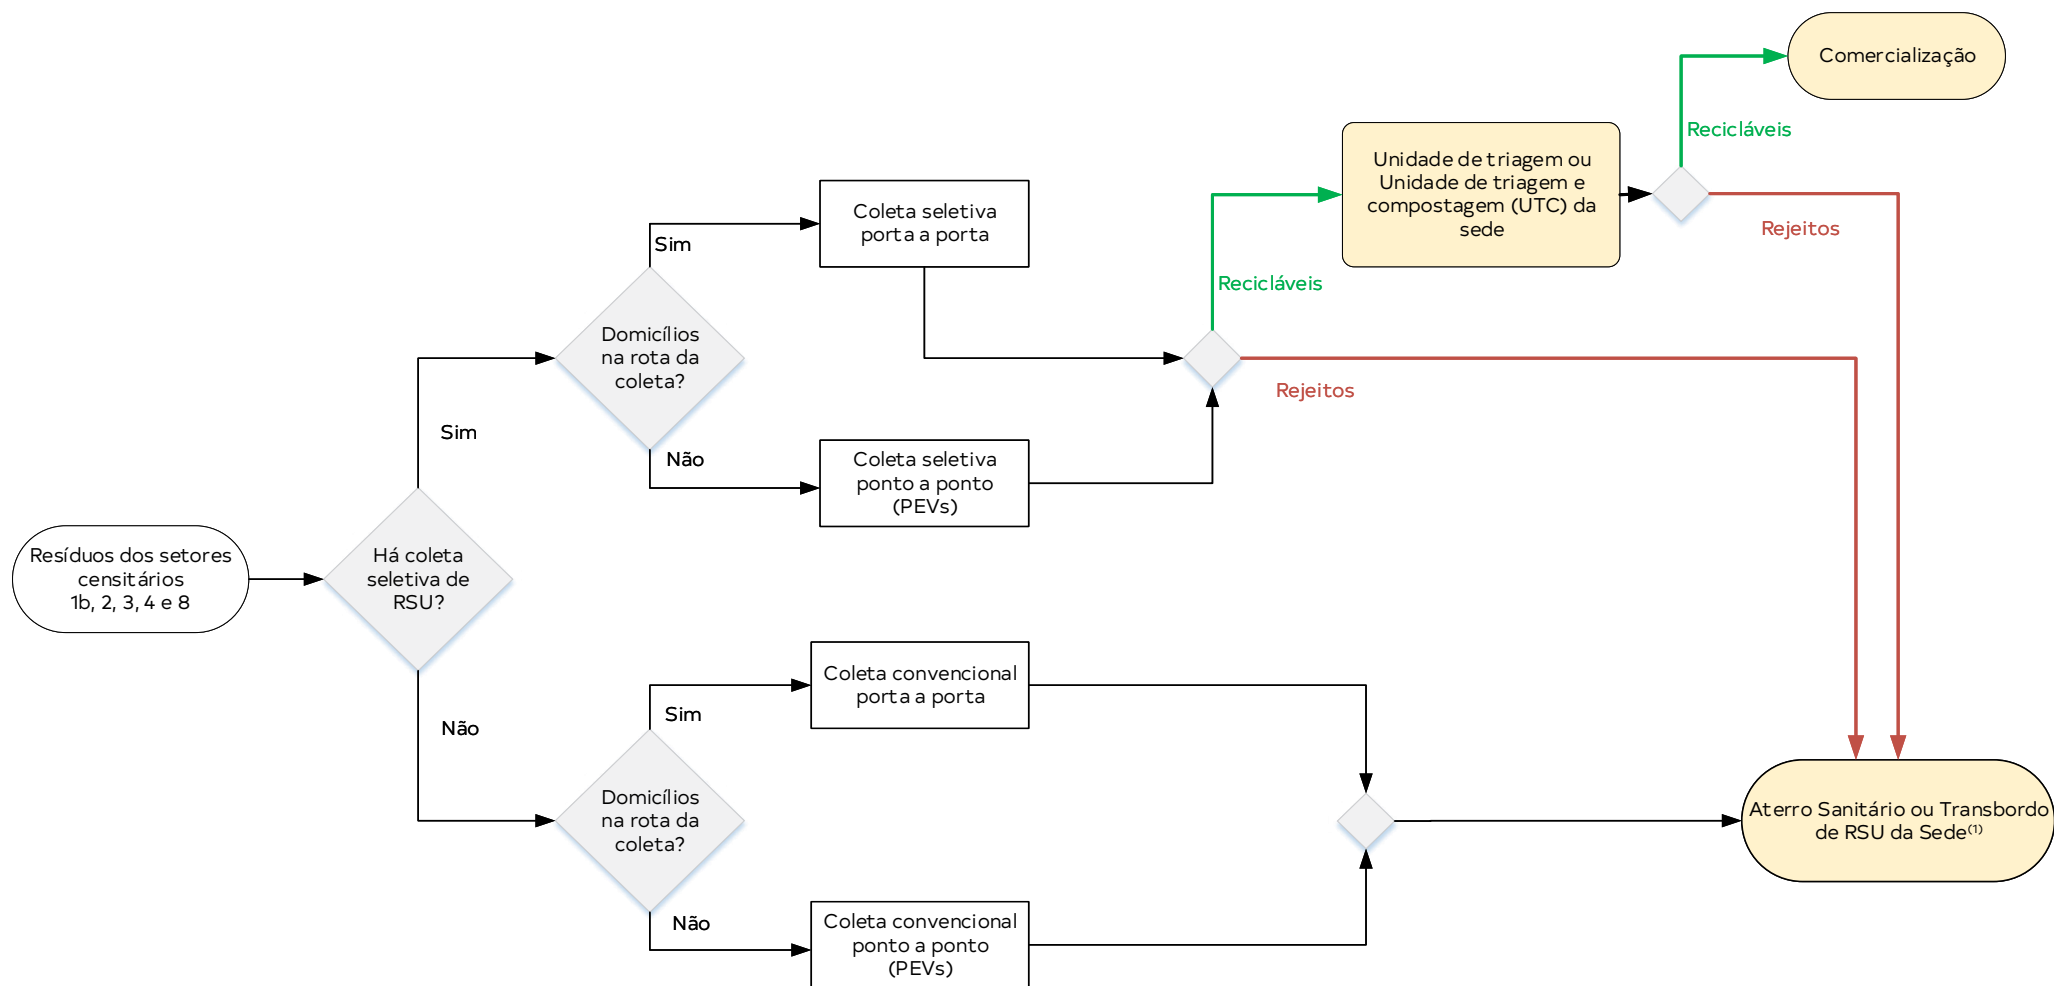 Comercialização
Recicláveis
Unidade de triagem ou
Unidade de triagem e
compostagem (UTC) da
sede
Rejeitos
Coleta seletiva
porta a porta
Sim
Recicláveis
Domicílios
na rota da
coleta?
Rejeitos
Sim
Não
Coleta seletiva
ponto a ponto
(PEVs)
Resíduos dos setores
censitários
1b, 2, 3, 4 e 8
Há coleta
seletiva de
RSU?
Coleta convencional
porta a porta
Sim
Não
Domicílios
na rota da
coleta?
Aterro Sanitário ou Transbordo
de RSU da Sede⁽¹⁾
Não
Coleta convencional
ponto a ponto
(PEVs)